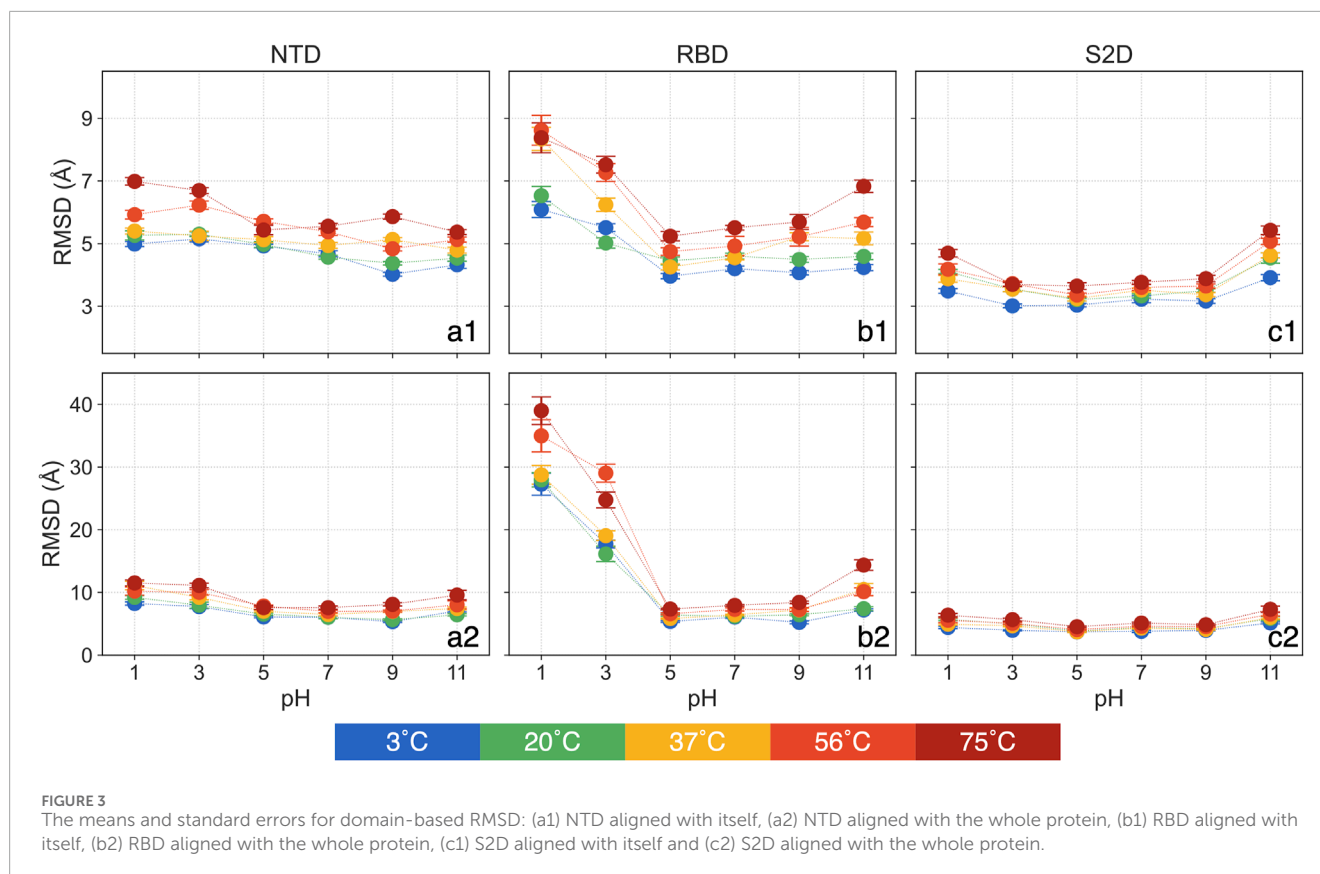 NTD
RBD
S2D
RMSD (Å)
9
7
5
3
a1
b1
c1
RMSD (Å)
40
30
20
10
0
a2
b2
c2
1 3 5 7 9 11
1 3 5 7 9 11
1 3 5 7 9 11
pH
pH
pH
3˚C 20˚C 37˚C 56˚C 75˚C
FIGURE 3
The means and standard errors for domain-based RMSD: (a1) NTD aligned with itself, (a2) NTD aligned with the whole protein, (b1) RBD aligned with
itself, (b2) RBD aligned with the whole protein, (c1) S2D aligned with itself and (c2) S2D aligned with the whole protein.